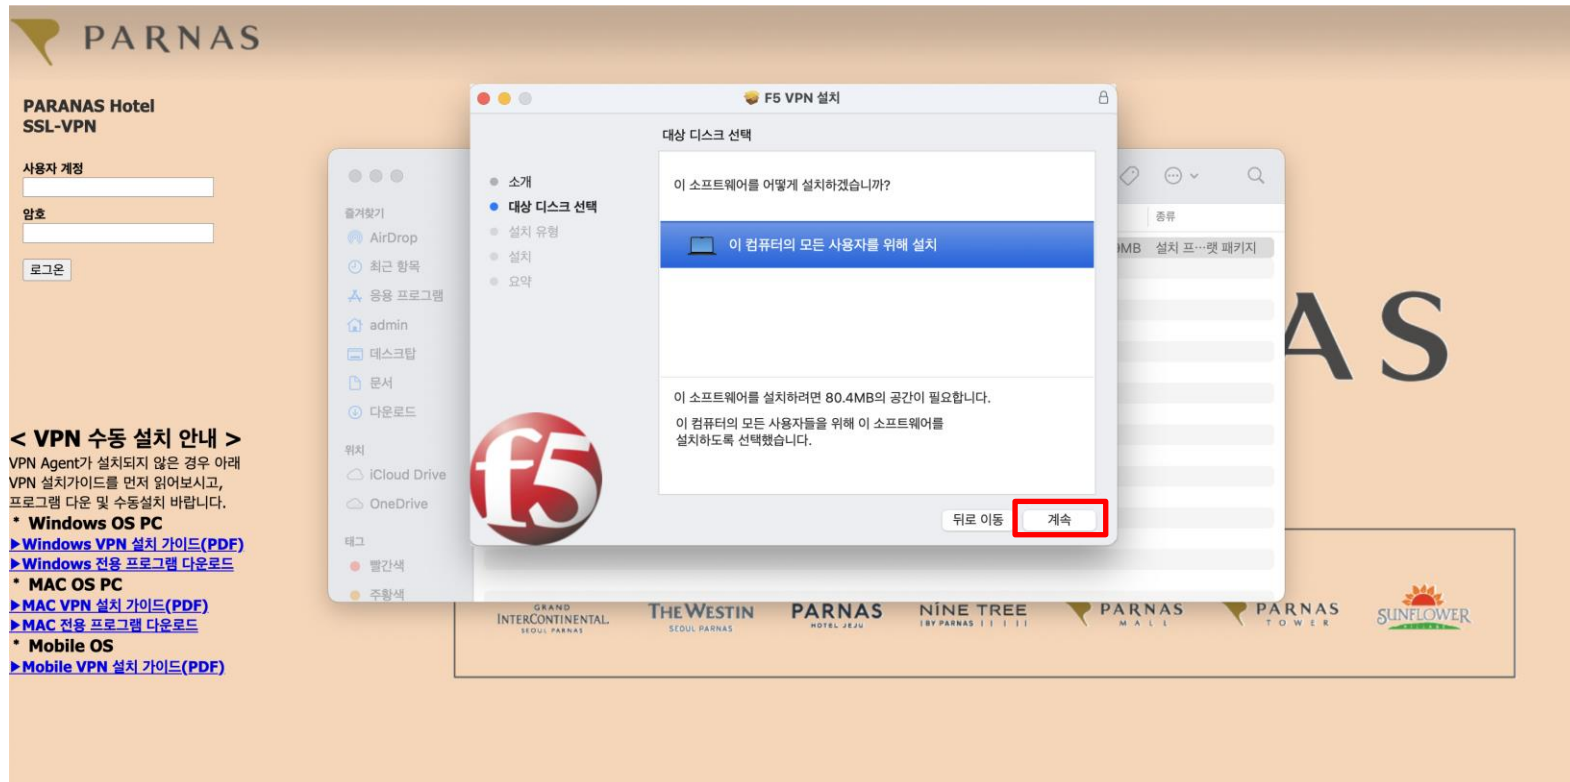 PARNAS
PARANAS Hotel
SSL-VPN
사용자 계정
암호
로그온
< VPN 수동 설치 안내 >
VPN Agent가 설치되지 않은 경우 아래
VPN 설치가이드를 먼저 읽어보시고,
프로그램 다운 및 수동설치 바랍니다.
* Windows OS PC
▶Windows VPN 설치 가이드(PDF)
▶Windows 전용 프로그램 다운로드
* MAC OS PC
▶MAC VPN 설치 가이드(PDF)
▶MAC 전용 프로그램 다운로드
* Mobile OS
▶Mobile VPN 설치 가이드(PDF)
즐겨찾기
AirDrop
최근 항목
응용 프로그램
admin
데스크탑
문서
다운로드
위치
iCloud Drive
OneDrive
태그
빨간색
주황색
F5 VPN 설치
대상 디스크 선택
소개
대상 디스크 선택
설치 유형
설치
요약
이 소프트웨어를 어떻게 설치하겠습니까?
이 컴퓨터의 모든 사용자를 위해 설치
이 소프트웨어를 설치하려면 80.4MB의 공간이 필요합니다.
이 컴퓨터의 모든 사용자들을 위해 이 소프트웨어를
설치하도록 선택했습니다.
f5
뒤로 이동
계속
종류
MB 설치 프…랫 패키지
AS
GRAND
INTERCONTINENTAL
SEOUL PARNAS
THE WESTIN
SEOUL PARNAS
PARNAS
HOTEL JEJU
NINE TREE
BY PARNAS
PARNAS
MALL
PARNAS
TOWER
SUNFLOWER